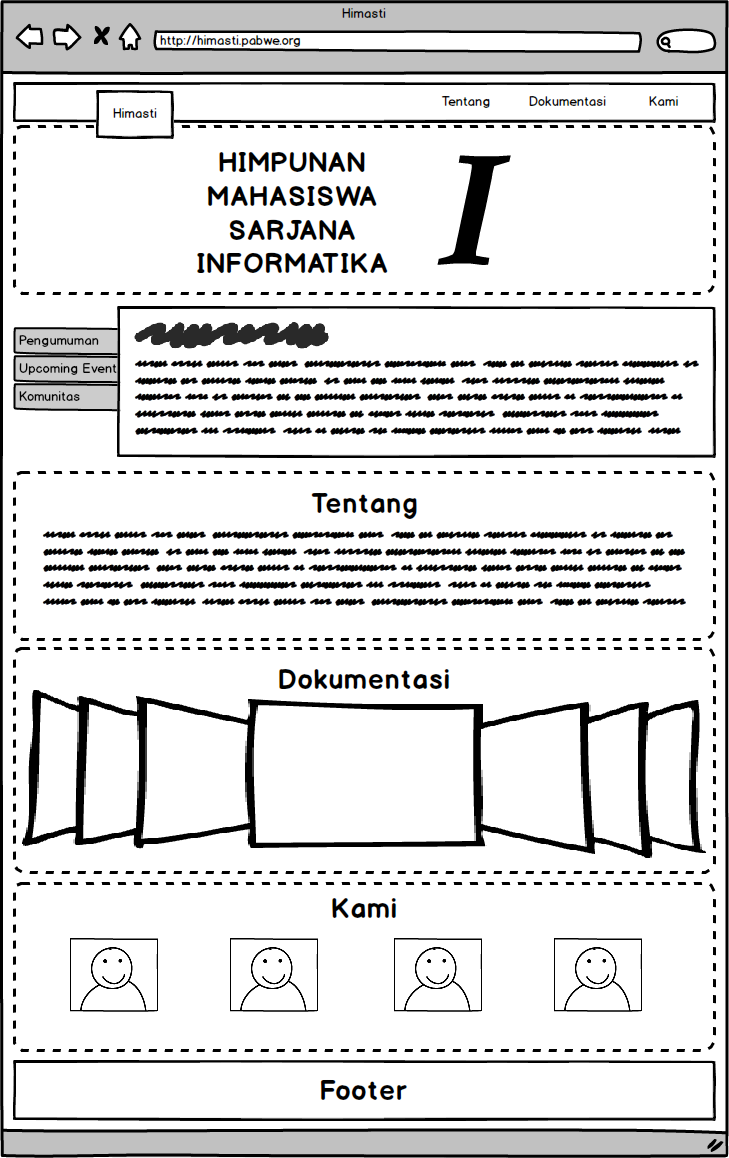 Himasti
http://himasti.pabwe.org
Himasti
Tentang
Dokumentasi
Kami
HIMPUNAN
MAHASISWA
SARJANA
INFORMATIKA
I
Pengumuman
Upcoming Event
Komunitas
Tentang
Dokumentasi
Kami
Footer